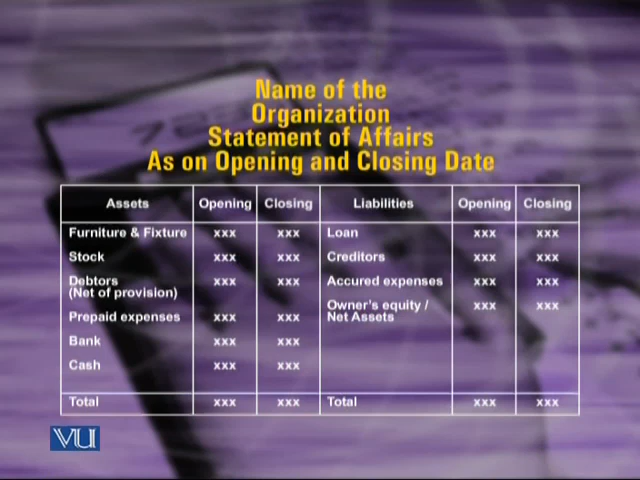 Name of the
Organization
Statement of Affairs
As on Opening and Closing Date
Assets Opening Closing Liabilities Opening Closing
Furniture & Fixture xxx xxx Loan xxx xxx
Stock xxx xxx Creditors xxx xxx
Debtors xxx xxx Accured expenses xxx xxx
(Net of provision)
Owner's equity / xxx xxx
Net Assets
Prepaid expenses xxx xxx
Bank xxx xxx
Cash xxx xxx
Total xxx xxx Total xxx xxx
VU